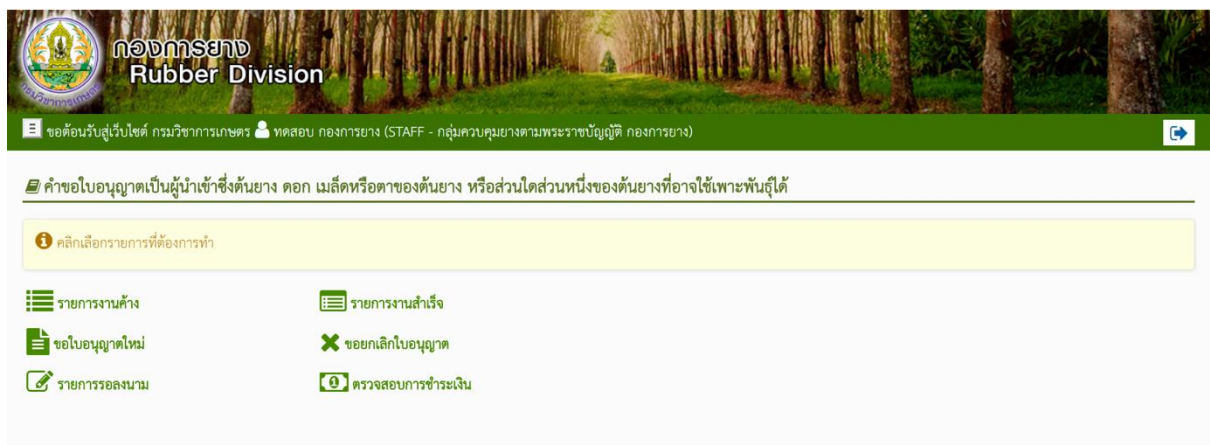 กองการยาง
Rubber Division
กรมวิชาการเกษตร
ขอต้อนรับสู่เว็บไซต์ กรมวิชาการเกษตร ทดสอบ กองการยาง (STAFF - กลุ่มควบคุมยางตามพระราชบัญญัติ กองการยาง)
คำขอใบอนุญาตเป็นผู้นำเข้าซึ่งต้นยาง ดอก เมล็ดหรือตาของต้นยาง หรือส่วนใดส่วนหนึ่งของต้นยางที่อาจใช้เพาะพันธุ์ได้
คลิกเลือกรายการที่ต้องการทำ
รายการงานค้าง รายการงานสำเร็จ
ขอใบอนุญาตใหม่ ขอยกเลิกใบอนุญาต
รายการรอลงนาม ตรวจสอบการชำระเงิน